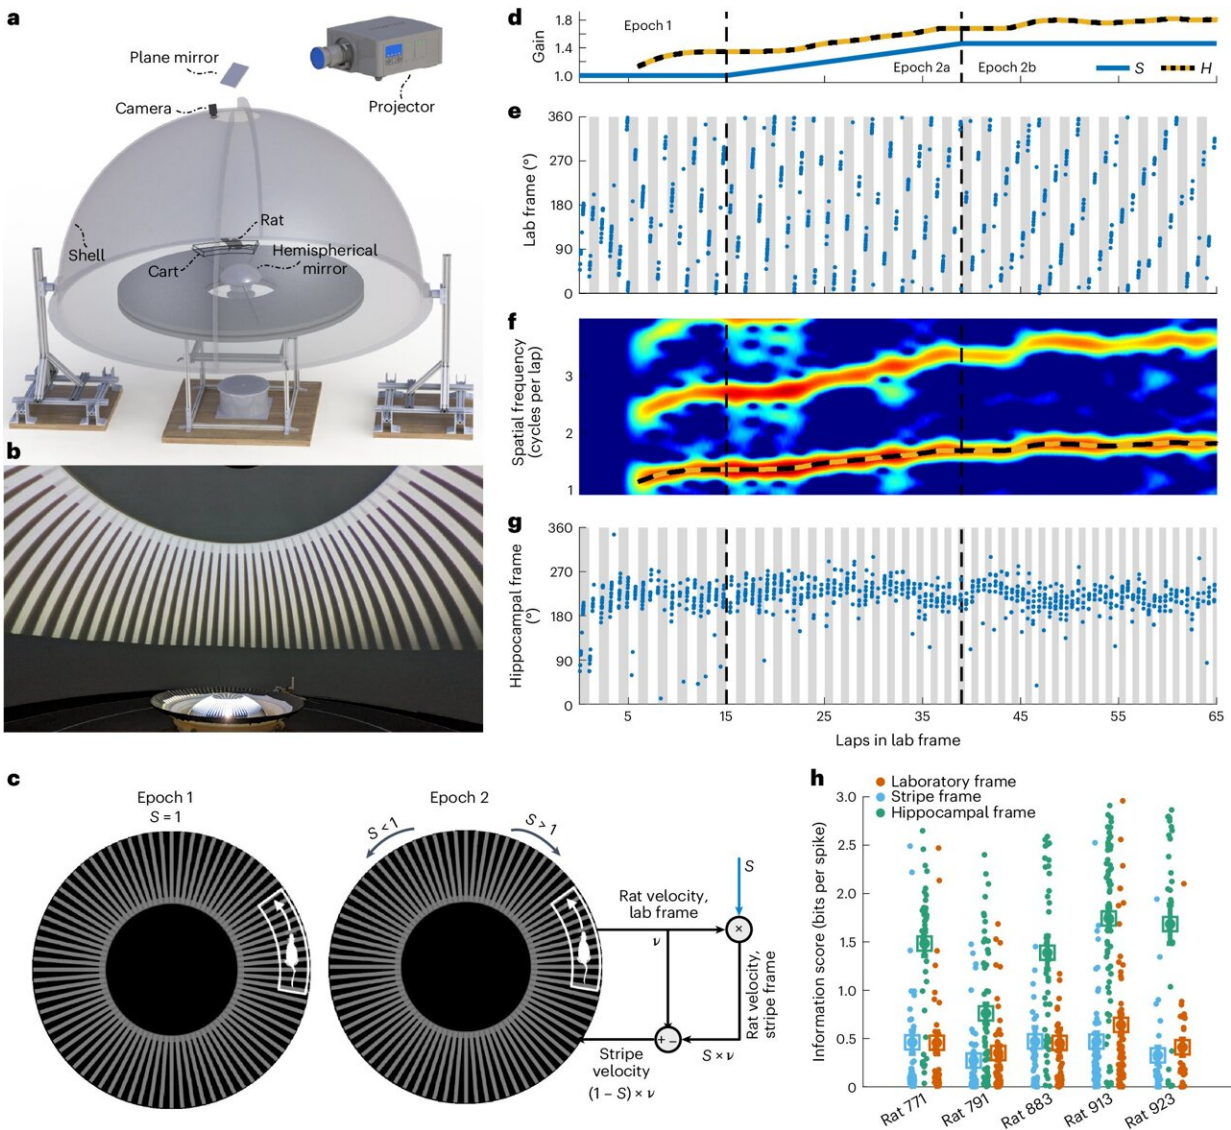 a
Plane mirror
Projector
Camera
Rat
Hemispherical
mirror
Shell
Cart
b
c
Epoch 1
S = 1
Epoch 2
S < 1
S > 1
S
Rat velocity,
lab frame
v
×
Rat velocity,
stripe frame
+ −
S × v
Stripe
velocity
(1 − S) × v
d
Gain
1.8
1.4
1.0
Epoch 1
Epoch 2a
Epoch 2b
S
H
e
Lab frame (°)
360
270
180
90
0
f
Spatial frequency
(cycles per lap)
3
2
1
g
Hippocampal frame
(°)
360
270
180
90
0
5
15
25
35
45
55
65
Laps in lab frame
h
Laboratory frame
Stripe frame
Hippocampal frame
Information score (bits per spike)
3.0
2.5
2.0
1.5
1.0
0.5
0
Rat 771
Rat 791
Rat 883
Rat 913
Rat 923